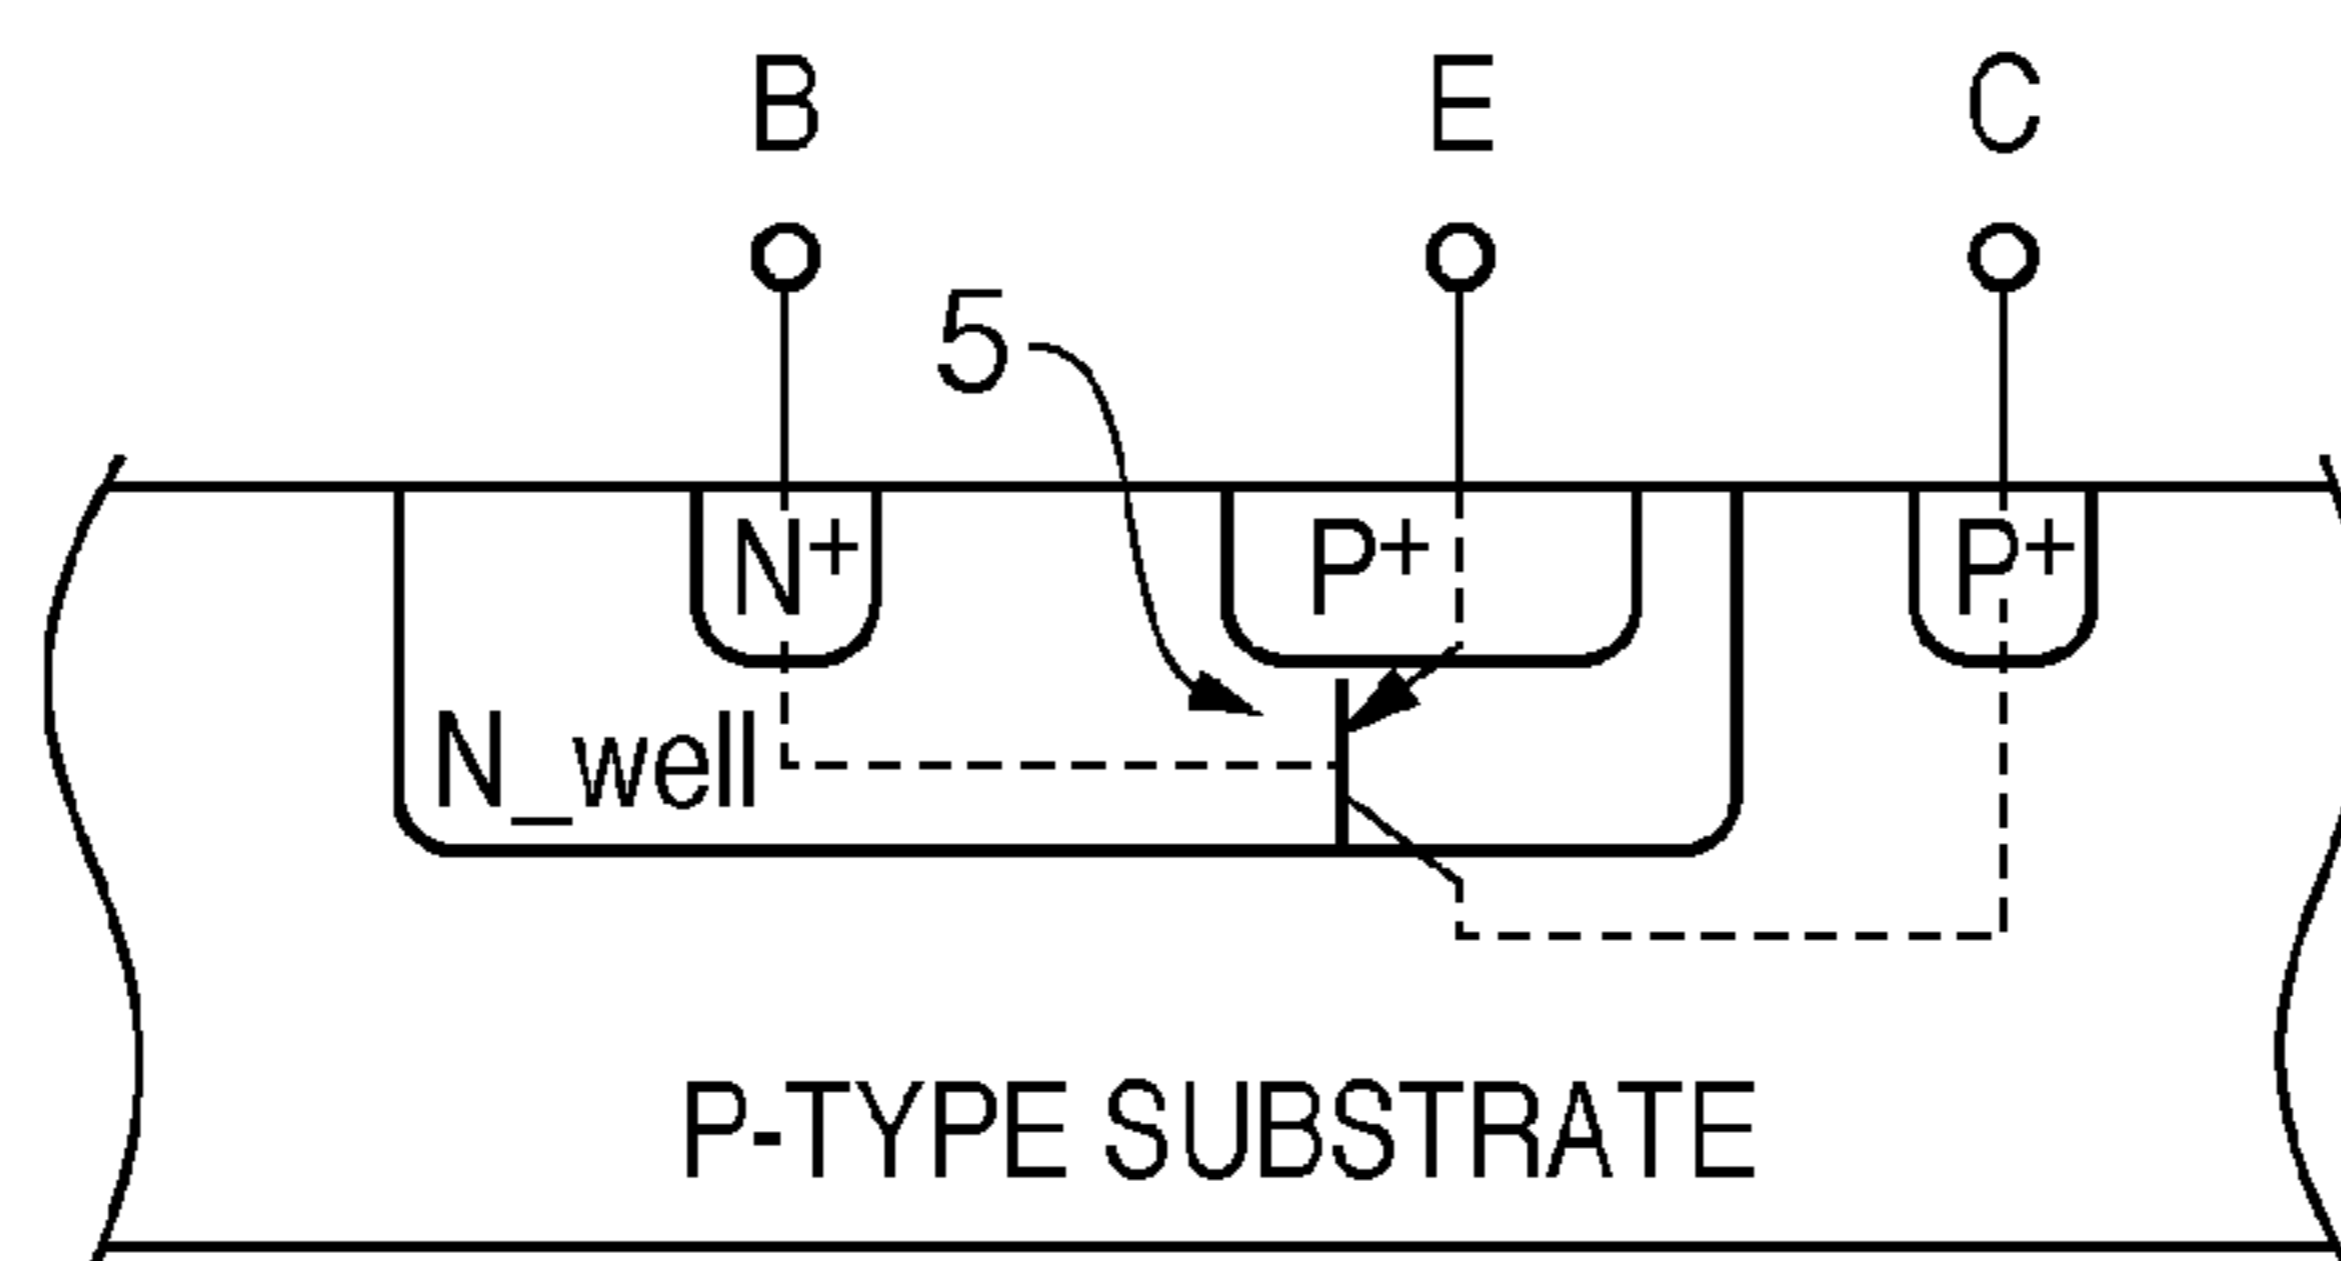 B E C
5
N+ P+ P+
N_well
P-TYPE SUBSTRATE